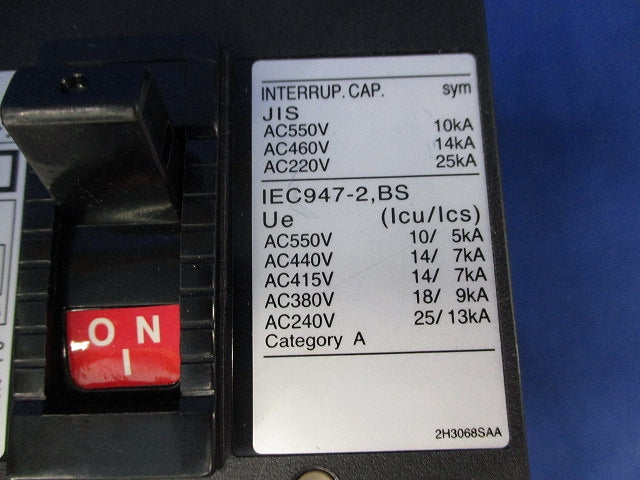 INTERRUP. CAP. sym
JIS
AC550V 10kA
AC460V 14kA
AC220V 25kA
IEC947-2,BS
Ue (Icu/Ics)
AC550V 10/ 5kA
AC440V 14/ 7kA
AC415V 14/ 7kA
AC380V 18/ 9kA
AC240V 25/13kA
Category A
2H3068SAA
ON
I